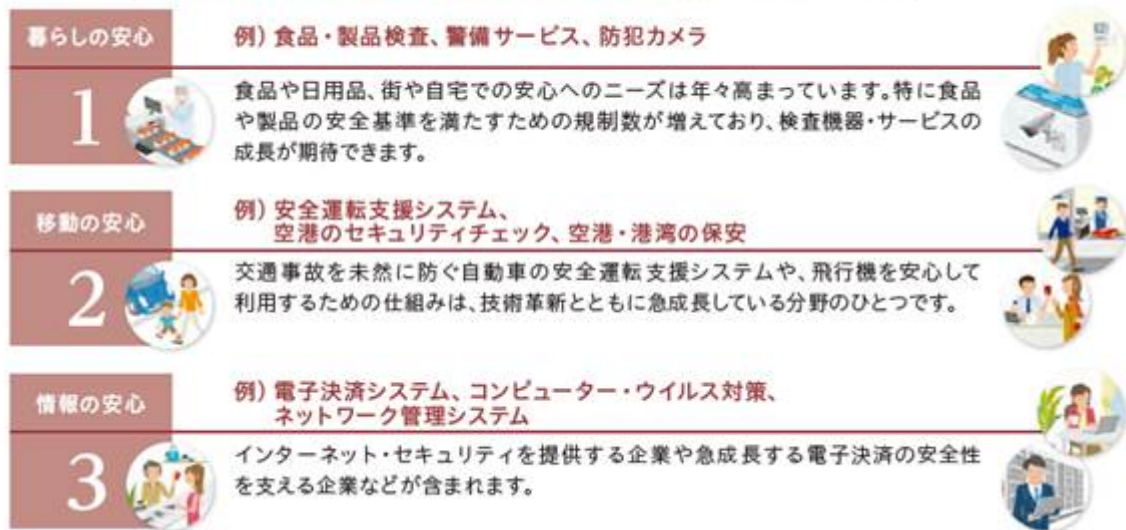 暮らしの安心
1
例) 食品・製品検査、警備サービス、防犯カメラ
食品や日用品、街や自宅での安心へのニーズは年々高まっています。特に食品
や製品の安全基準を満たすための規制数が増えており、検査機器・サービスの
成長が期待できます。
移動の安心
2
例) 安全運転支援システム、
空港のセキュリティチェック、空港・港湾の保安
交通事故を未然に防ぐ自動車の安全運転支援システムや、飛行機を安心して
利用するための仕組みは、技術革新とともに急成長している分野のひとつです。
情報の安心
3
例) 電子決済システム、コンピューター・ウイルス対策、
ネットワーク管理システム
インターネット・セキュリティを提供する企業や急成長する電子決済の安全性
を支える企業などが含まれます。